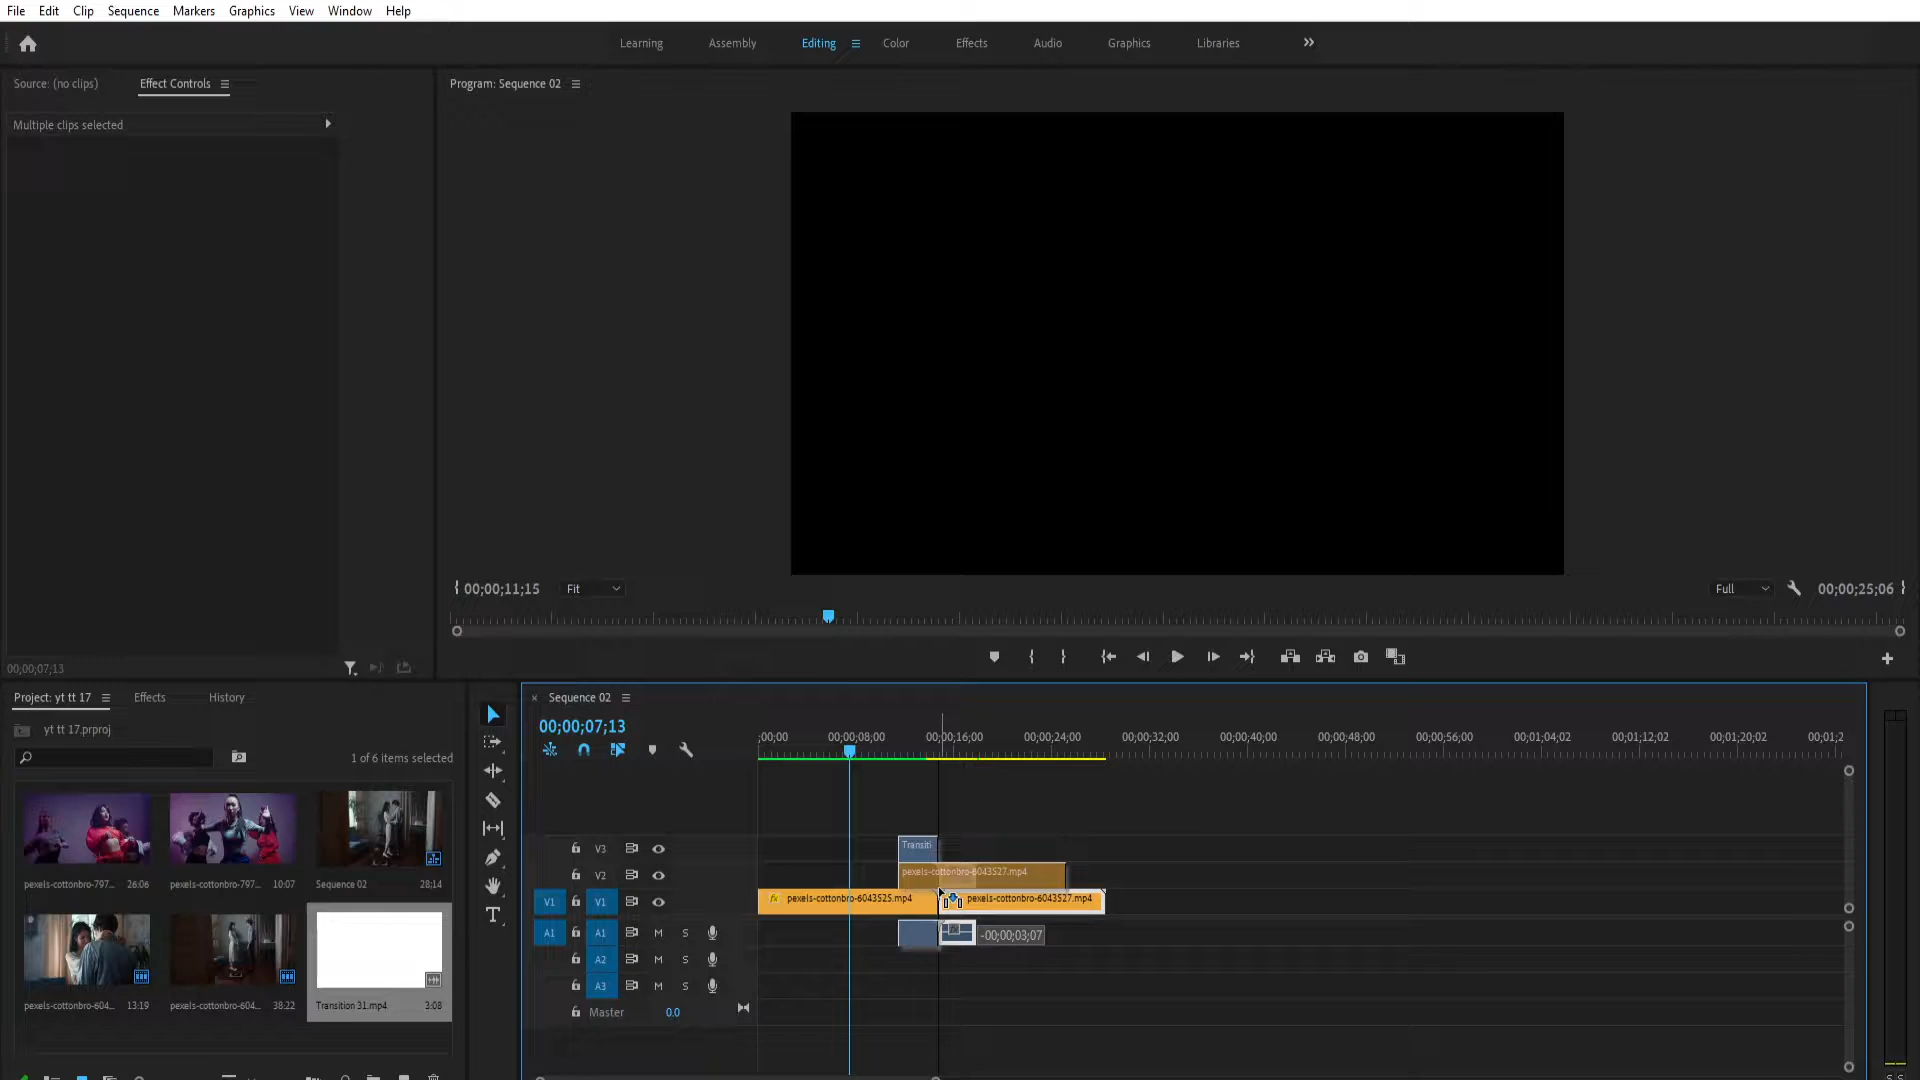 File Edit Clip Sequence Markers Graphics View Window Help
Learning Assembly Editing Color Effects Audio Graphics Libraries
Source: (no clips) Effect Controls
Program: Sequence 02
Multiple clips selected
00;00;11;15 Fit Full 00;00;25;06
00;00;07;13
Project: yt tt 17 Effects History
yt tt 17.prproj
1 of 6 items selected
pexels-cottonbro-797... 26:06
pexels-cottonbro-797... 10:07
Sequence 02 28;14
pexels-cottonbro-604... 13:19
pexels-cottonbro-604... 38:22
Transition 31.mp4 3:08
× Sequence 02
00;00;07;13
;00;00 00;00;08;00 00;00;16;00 00;00;24;00 00;00;32;00 00;00;40;00 00;00;48;00 00;00;56;00 00;01;04;02 00;01;12;02 00;01;20;02 00;01;2
V3 Transiti
V2 pexels-cottonbro-6043527.mp4
V1 V1 fx pexels-cottonbro-6043525.mp4 pexels-cottonbro-6043527.mp4
A1 A1 M S -00;00;03;07
A2 M S
A3 M S
Master 0.0
S S